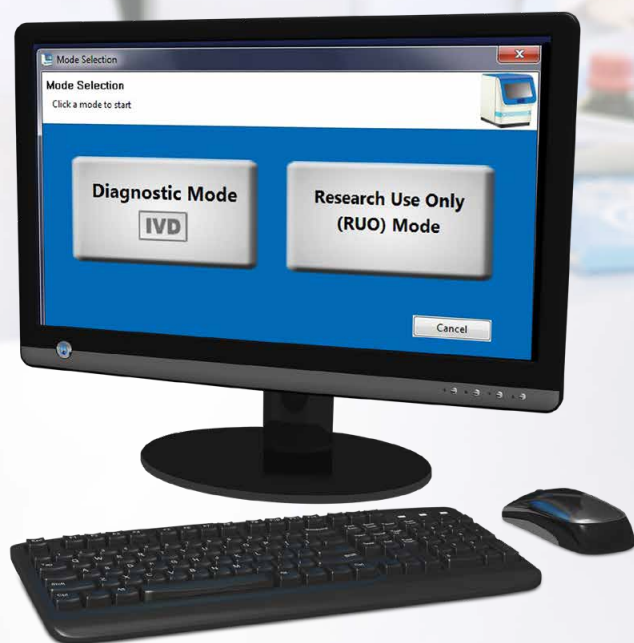 Mode Selection
Mode Selection
Click a mode to start
Diagnostic Mode
IVD
Research Use Only
(RUO) Mode
Cancel